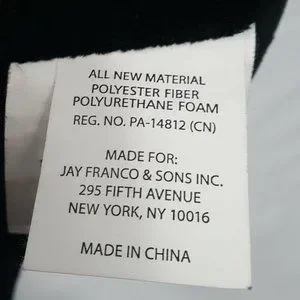 ALL NEW MATERIAL
POLYESTER FIBER
POLYURETHANE FOAM
REG. NO. PA-14812 (CN)
MADE FOR:
JAY FRANCO & SONS INC.
295 FIFTH AVENUE
NEW YORK, NY 10016
MADE IN CHINA